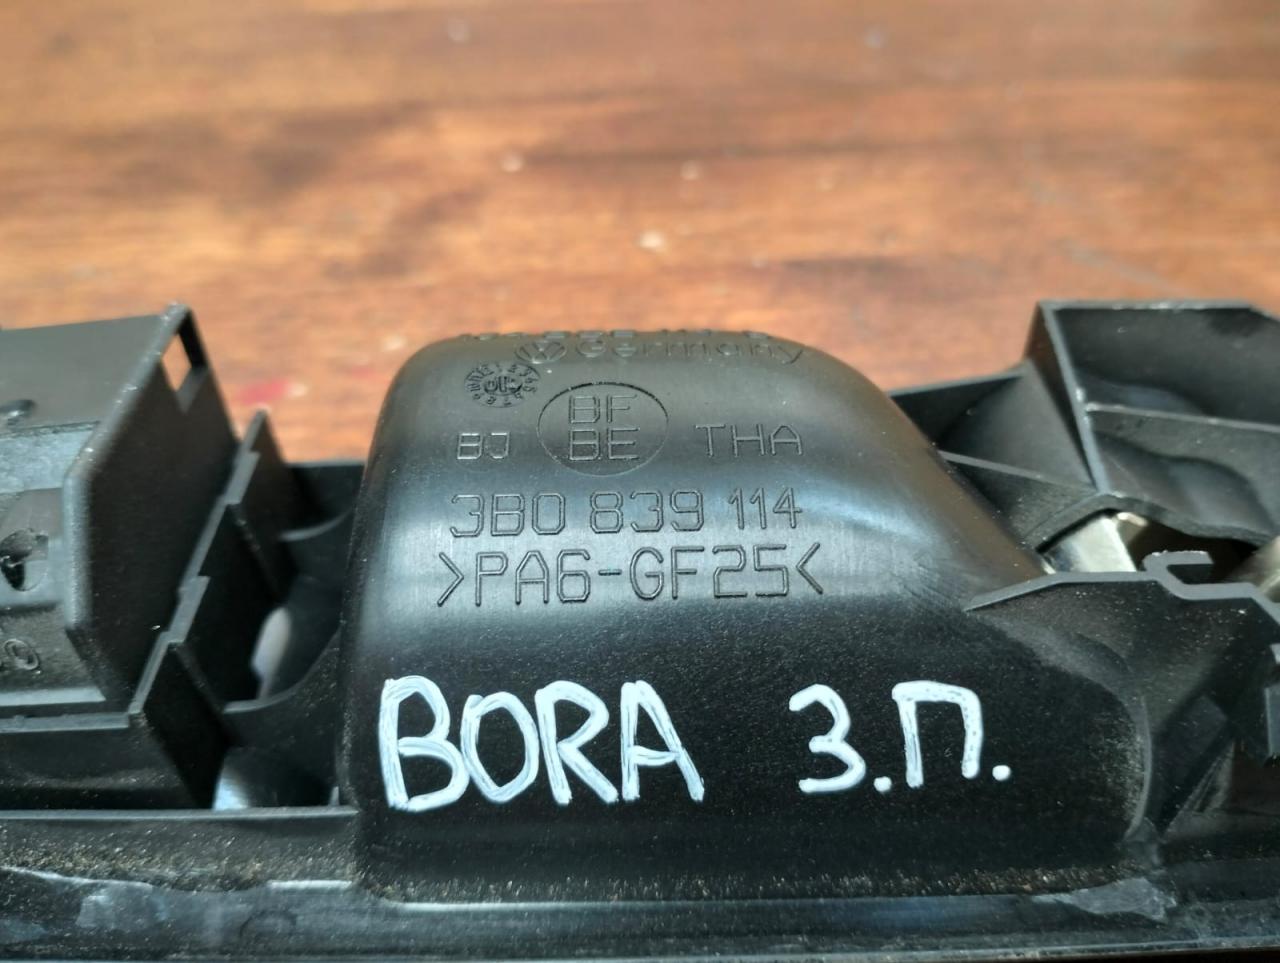 Germany
BF
BJ BE THA
3B0 839 114
>PA6-GF25<
BORA 3.П.